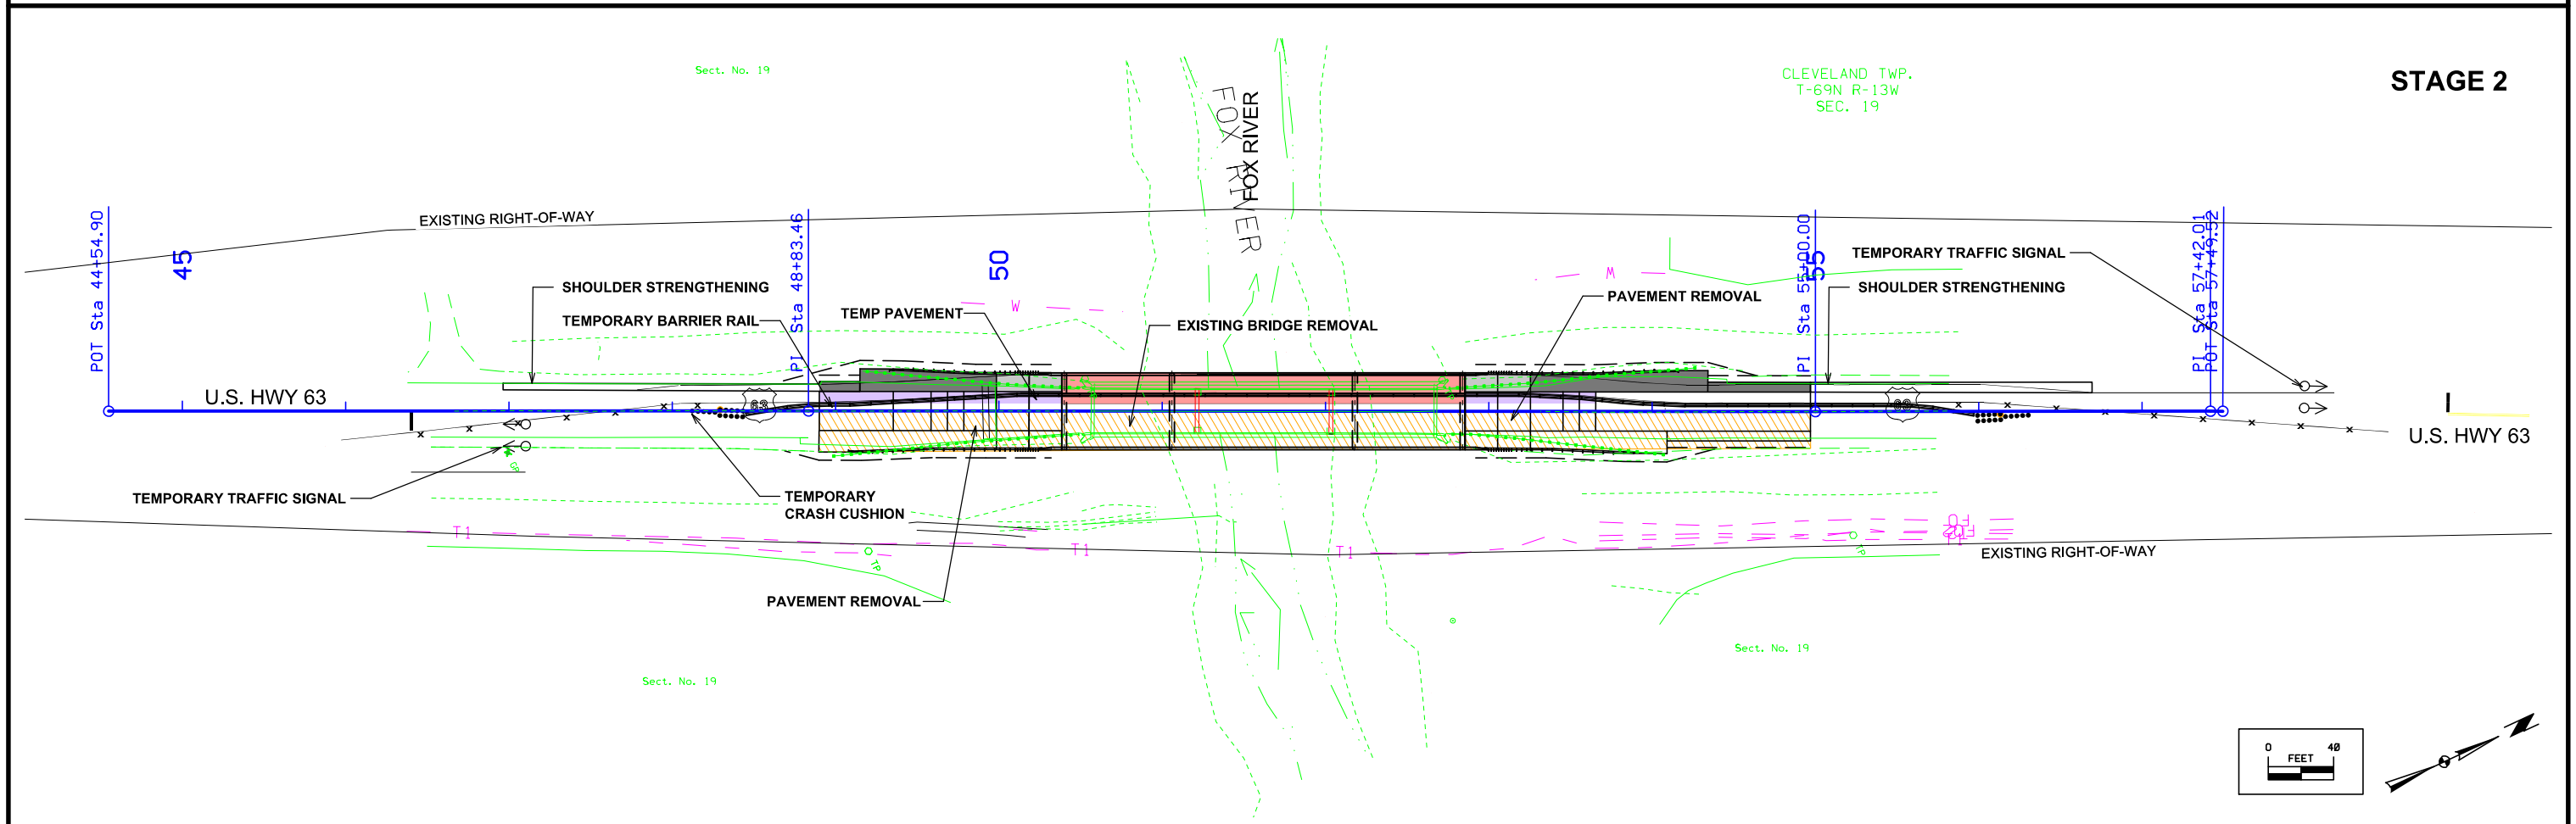 STAGE 2
Sect. No. 19
CLEVELAND TWP.
T-69N R-13W
SEC. 19
FOX RIVER
FOX RIVER
EXISTING RIGHT-OF-WAY
POT Sta 44+54.90
45
PI Sta 48+83.46
50
PI Sta 55+00.00
55
PI Sta 57+42.01
POT Sta 57+49.52
TEMPORARY TRAFFIC SIGNAL
SHOULDER STRENGTHENING
TEMPORARY BARRIER RAIL
TEMP PAVEMENT
W
EXISTING BRIDGE REMOVAL
M
PAVEMENT REMOVAL
SHOULDER STRENGTHENING
U.S. HWY 63
63
63
U.S. HWY 63
TEMPORARY TRAFFIC SIGNAL
TEMPORARY
CRASH CUSHION
T1
T1
T1
TP
TP
EXISTING RIGHT-OF-WAY
PAVEMENT REMOVAL
Sect. No. 19
Sect. No. 19
0 40
FEET